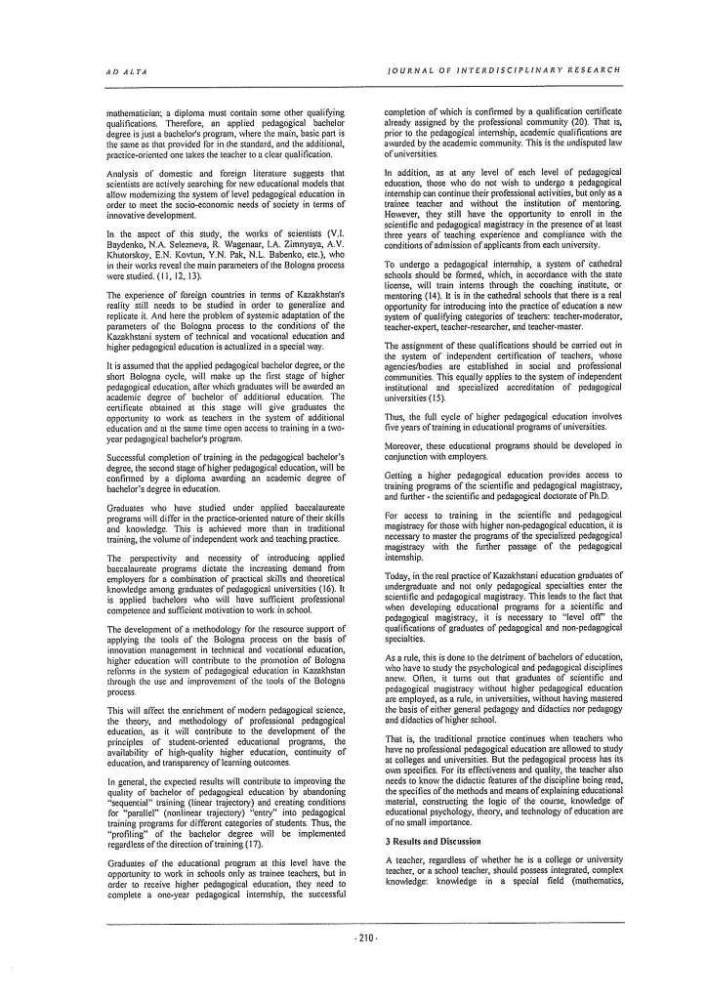 AD ALTA
JOURNAL OF INTERDISCIPLINARY RESEARCH
mathematician; a diploma must contain some other qualifying
qualifications. Therefore, an applied pedagogical bachelor
degree is just a bachelor's program, where the main, basic part is
the same as that provided for in the standard, and the additional,
practice-oriented one takes the teacher to a clear qualification.
Analysis of domestic and foreign literature suggests that
scientists are actively searching for new educational models that
allow modernizing the system of level pedagogical education in
order to meet the socio-economic needs of society in terms of
innovative development.
In the aspect of this study, the works of scientists (V.I.
Baydenko, N.A. Selezneva, R. Wagenaar, I.A. Zimnyaya, A.V.
Khutorskoy, E.N. Kovtun, Y.N. Pak, N.L. Babenko, etc.), who
in their works reveal the main parameters of the Bologna process
were studied. (11, 12, 13).
The experience of foreign countries in terms of Kazakhstan's
reality still needs to be studied in order to generalize and
replicate it. And here the problem of systemic adaptation of the
parameters of the Bologna process to the conditions of the
Kazakhstani system of technical and vocational education and
higher pedagogical education is actualized in a special way.
It is assumed that the applied pedagogical bachelor degree, or the
short Bologna cycle, will make up the first stage of higher
pedagogical education, after which graduates will be awarded an
academic degree of bachelor of additional education. The
certificate obtained at this stage will give graduates the
opportunity to work as teachers in the system of additional
education and at the same time open access to training in a two-
year pedagogical bachelor's program.
Successful completion of training in the pedagogical bachelor's
degree, the second stage of higher pedagogical education, will be
confirmed by a diploma awarding an academic degree of
bachelor's degree in education.
Graduates who have studied under applied baccalaureate
programs will differ in the practice-oriented nature of their skills
and knowledge. This is achieved more than in traditional
training, the volume of independent work and teaching practice.
The perspectivity and necessity of introducing applied
baccalaureate programs dictate the increasing demand from
employers for a combination of practical skills and theoretical
knowledge among graduates of pedagogical universities (16). It
is applied bachelors who will have sufficient professional
competence and sufficient motivation to work in school.
The development of a methodology for the resource support of
applying the tools of the Bologna process on the basis of
innovation management in technical and vocational education,
higher education will contribute to the promotion of Bologna
reforms in the system of pedagogical education in Kazakhstan
through the use and improvement of the tools of the Bologna
process.
This will affect the enrichment of modern pedagogical science,
the theory, and methodology of professional pedagogical
education, as it will contribute to the development of the
principles of student-oriented educational programs, the
availability of high-quality higher education, continuity of
education, and transparency of learning outcomes.
In general, the expected results will contribute to improving the
quality of bachelor of pedagogical education by abandoning
"sequential" training (linear trajectory) and creating conditions
for "parallel" (nonlinear trajectory) "entry" into pedagogical
training programs for different categories of students. Thus, the
"profiling" of the bachelor degree will be implemented
regardless of the direction of training (17).
Graduates of the educational program at this level have the
opportunity to work in schools only as trainee teachers, but in
order to receive higher pedagogical education, they need to
complete a one-year pedagogical internship, the successful
completion of which is confirmed by a qualification certificate
already assigned by the professional community (20). That is,
prior to the pedagogical internship, academic qualifications are
awarded by the academic community. This is the undisputed law
of universities.
In addition, as at any level of each level of pedagogical
education, those who do not wish to undergo a pedagogical
internship can continue their professional activities, but only as a
trainee teacher and without the institution of mentoring.
However, they still have the opportunity to enroll in the
scientific and pedagogical magistracy in the presence of at least
three years of teaching experience and compliance with the
conditions of admission of applicants from each university.
To undergo a pedagogical internship, a system of cathedral
schools should be formed, which, in accordance with the state
license, will train interns through the coaching institute, or
mentoring (14). It is in the cathedral schools that there is a real
opportunity for introducing into the practice of education a new
system of qualifying categories of teachers: teacher-moderator,
teacher-expert, teacher-researcher, and teacher-master.
The assignment of these qualifications should be carried out in
the system of independent certification of teachers, whose
agencies/bodies are established in social and professional
communities. This equally applies to the system of independent
institutional and specialized accreditation of pedagogical
universities (15).
Thus, the full cycle of higher pedagogical education involves
five years of training in educational programs of universities.
Moreover, these educational programs should be developed in
conjunction with employers.
Getting a higher pedagogical education provides access to
training programs of the scientific and pedagogical magistracy,
and further - the scientific and pedagogical doctorate of Ph.D.
For access to training in the scientific and pedagogical
magistracy for those with higher non-pedagogical education, it is
necessary to master the programs of the specialized pedagogical
magistracy with the further passage of the pedagogical
internship.
Today, in the real practice of Kazakhstani education graduates of
undergraduate and not only pedagogical specialties enter the
scientific and pedagogical magistracy. This leads to the fact that
when developing educational programs for a scientific and
pedagogical magistracy, it is necessary to "level off" the
qualifications of graduates of pedagogical and non-pedagogical
specialties.
As a rule, this is done to the detriment of bachelors of education,
who have to study the psychological and pedagogical disciplines
anew. Often, it turns out that graduates of scientific and
pedagogical magistracy without higher pedagogical education
are employed, as a rule, in universities, without having mastered
the basis of either general pedagogy and didactics nor pedagogy
and didactics of higher school.
That is, the traditional practice continues when teachers who
have no professional pedagogical education are allowed to study
at colleges and universities. But the pedagogical process has its
own specifics. For its effectiveness and quality, the teacher also
needs to know the didactic features of the discipline being read,
the specifics of the methods and means of explaining educational
material, constructing the logic of the course, knowledge of
educational psychology, theory, and technology of education are
of no small importance.
3 Results and Discussion
A teacher, regardless of whether he is a college or university
teacher, or a school teacher, should possess integrated, complex
knowledge: knowledge in a special field (mathematics,
- 210 -